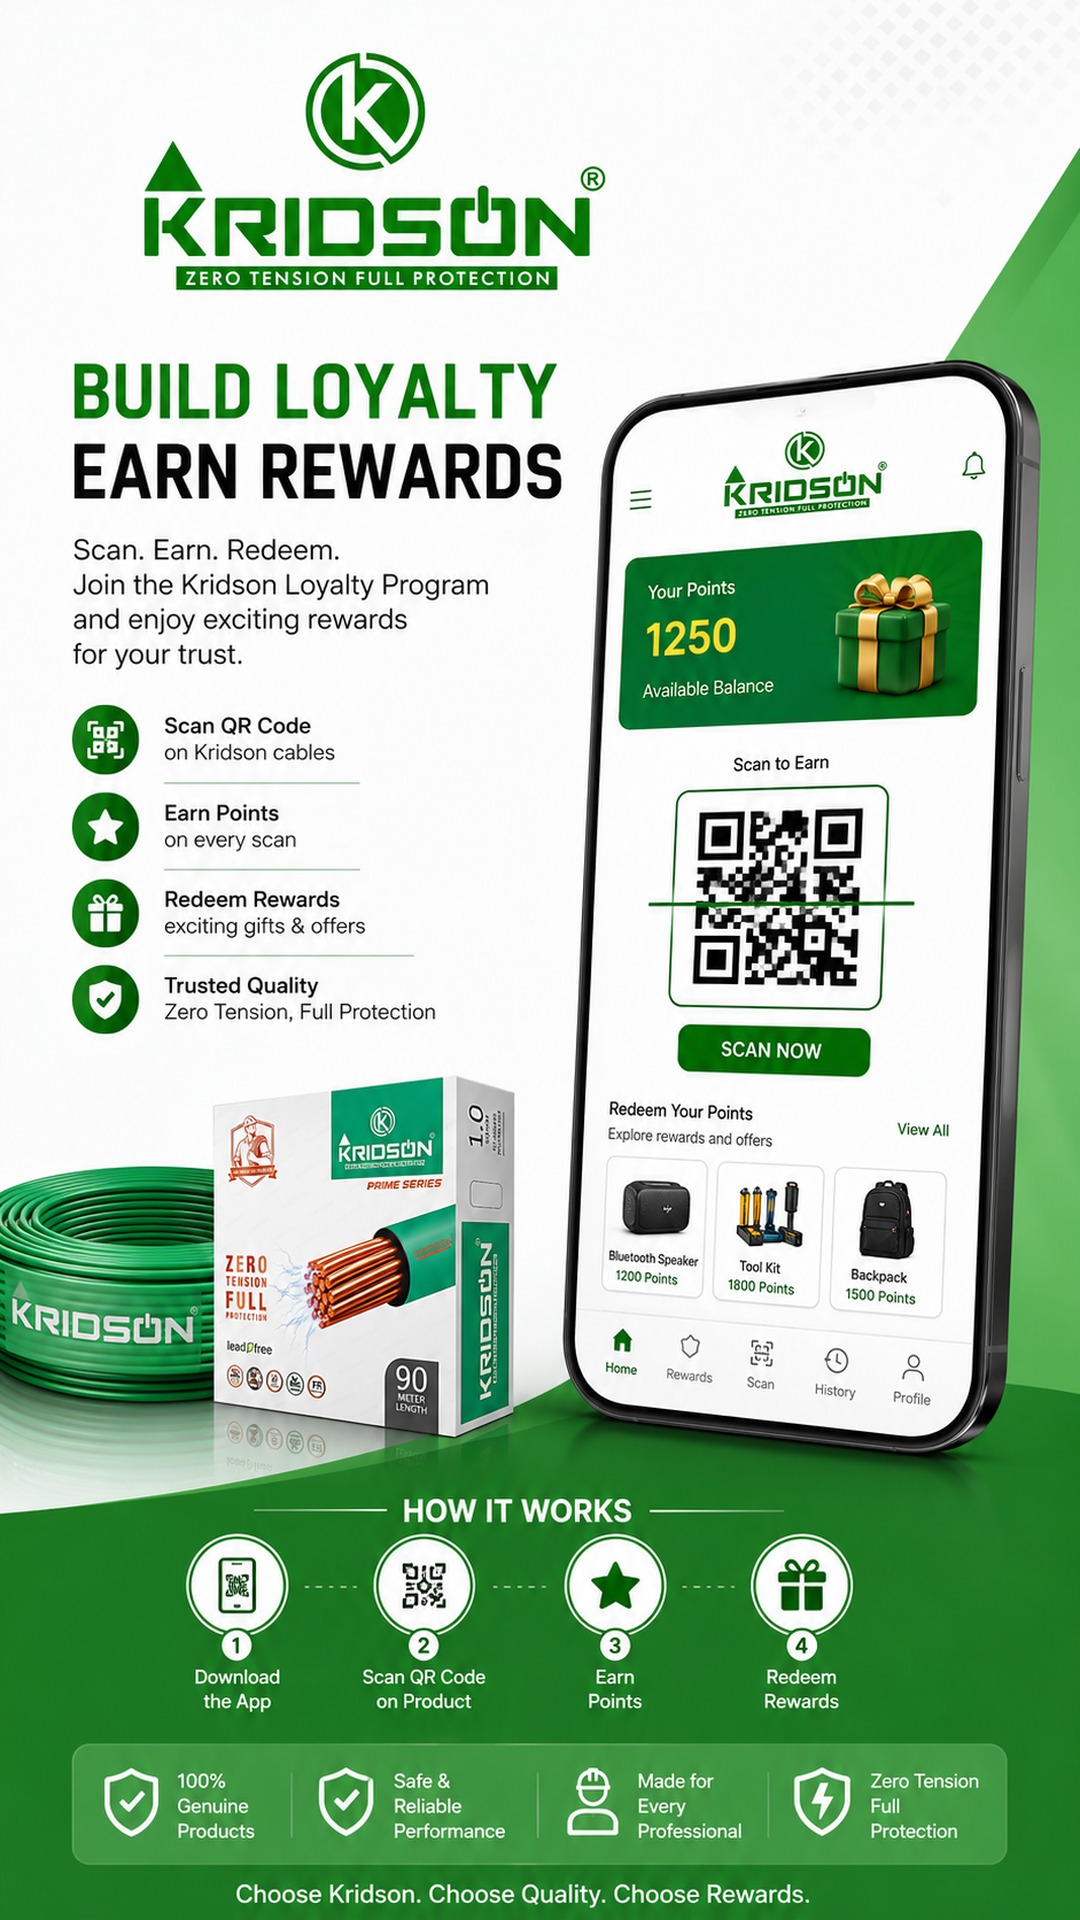 K
KRIDSON®
ZERO TENSION FULL PROTECTION
BUILD LOYALTY
EARN REWARDS
Scan. Earn. Redeem.
Join the Kridson Loyalty Program
and enjoy exciting rewards
for your trust.
Scan QR Code
on Kridson cables
Earn Points
on every scan
Redeem Rewards
exciting gifts & offers
Trusted Quality
Zero Tension, Full Protection
K
KRIDSON®
ZERO TENSION FULL PROTECTION
Your Points
1250
Available Balance
Scan to Earn
SCAN NOW
Redeem Your Points
Explore rewards and offers
View All
Bluetooth Speaker
1200 Points
Tool Kit
1800 Points
Backpack
1500 Points
Home
Rewards
Scan
History
Profile
KRIDSON
K
KRIDSON
PRIME SERIES
ZERO
TENSION
FULL
PROTECTION
lead free
90
METER
LENGTH
1.0
KRIDSON
HOW IT WORKS
1
Download
the App
2
Scan QR Code
on Product
3
Earn
Points
4
Redeem
Rewards
100%
Genuine
Products
Safe &
Reliable
Performance
Made for
Every
Professional
Zero Tension
Full
Protection
Choose Kridson. Choose Quality. Choose Rewards.